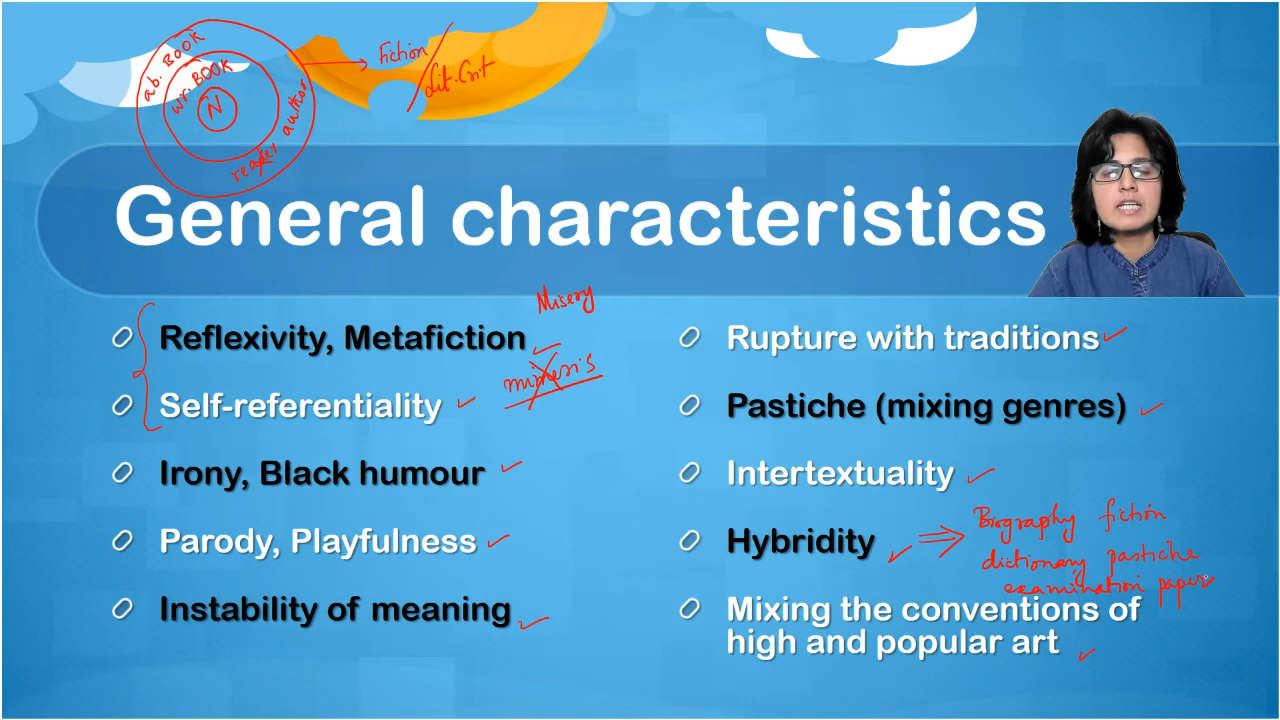 ab. BOOK
wr. BOOK
N
reader author
Fiction
Lit. Crit
General characteristics
Misery
Reflexivity, Metafiction
mimesis
Self-referentiality
Irony, Black humour
Parody, Playfulness
Instability of meaning
Rupture with traditions
Pastiche (mixing genres)
Intertextuality
Hybridity
Biography fiction
dictionary pastiche
examination paper
Mixing the conventions of
high and popular art